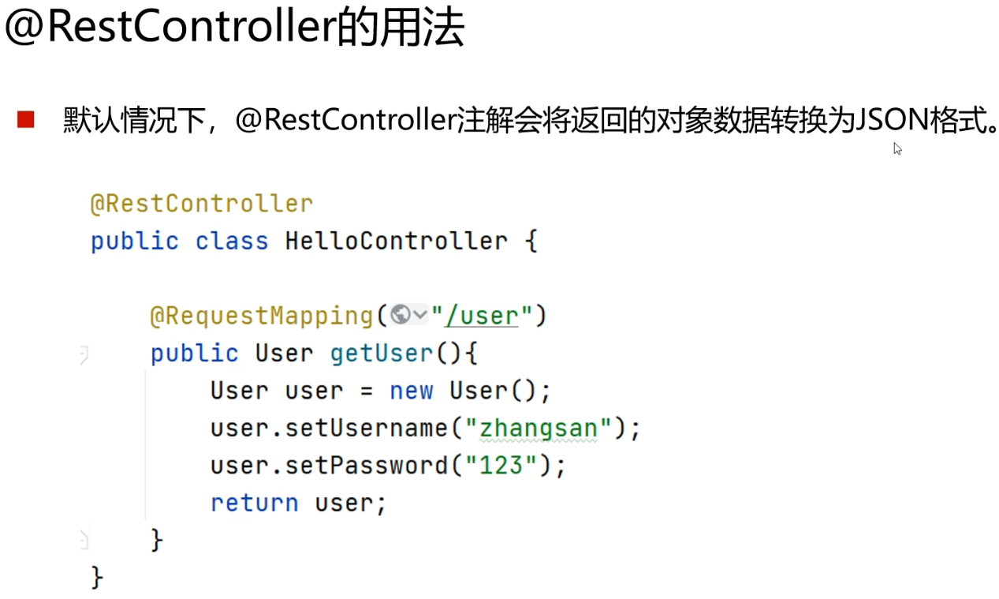 @RestController的用法
默认情况下，@RestController注解会将返回的对象数据转换为JSON格式。
@RestController
public class HelloController {
@RequestMapping("/user")
public User getUser(){
User user = new User();
user.setUsername("zhangsan");
user.setPassword("123");
return user;
}
}